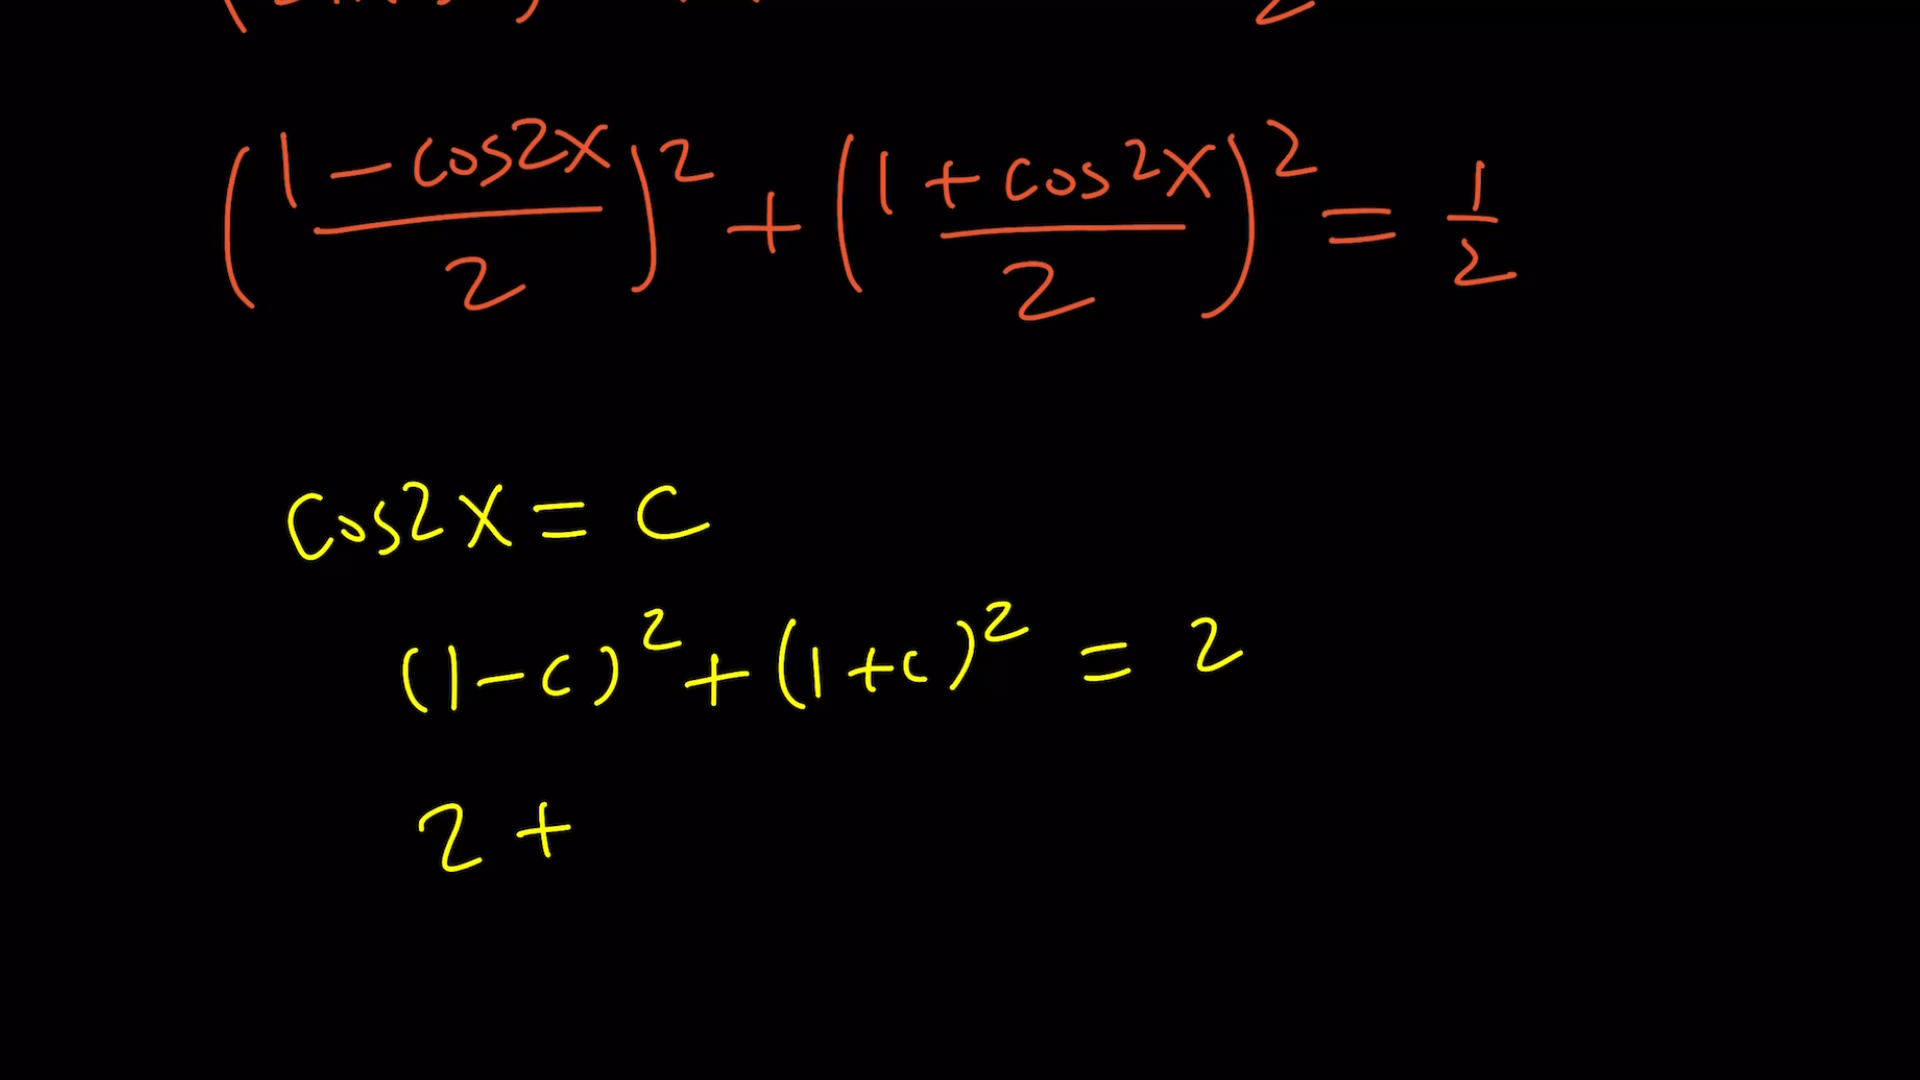 ((1-cos2x)/2)² + ((1+cos2x)/2)² = 1/2
cos2x = c
(1-c)² + (1+c)² = 2
2 +